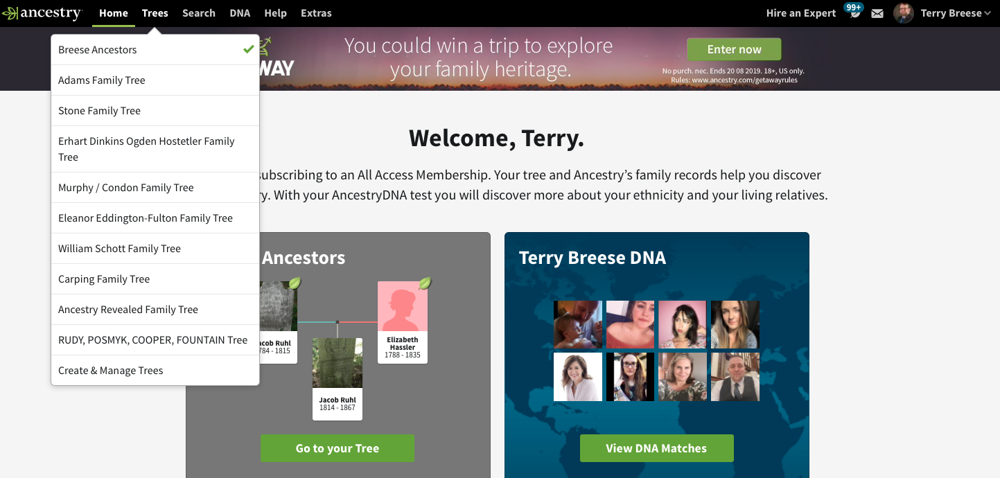 ancestry
Home Trees Search DNA Help Extras
Hire an Expert 99+ Terry Breese
Breese Ancestors
Adams Family Tree
Stone Family Tree
Erhart Dinkins Ogden Hostetler Family
Tree
Murphy / Condon Family Tree
Eleanor Eddington-Fulton Family Tree
William Schott Family Tree
Carping Family Tree
Ancestry Revealed Family Tree
RUDY, POSMYK, COOPER, FOUNTAIN Tree
Create & Manage Trees
WAY
You could win a trip to explore
your family heritage.
Enter now
No purch. nec. Ends 20 08 2019. 18+, US only.
Rules: www.ancestry.com/getawayrules
Welcome, Terry.
subscribing to an All Access Membership. Your tree and Ancestry’s family records help you discover
ry. With your AncestryDNA test you will discover more about your ethnicity and your living relatives.
Ancestors
acob Ruhl
784 - 1815
Elizabeth
Hassler
1788 - 1835
Jacob Ruhl
1814 - 1867
Go to your Tree
Terry Breese DNA
View DNA Matches